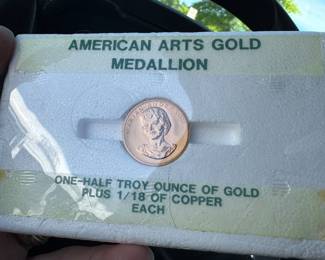 AMERICAN ARTS GOLD
MEDALLION
ONE-HALF TROY OUNCE OF GOLD
PLUS 1/18 OF COPPER
EACH